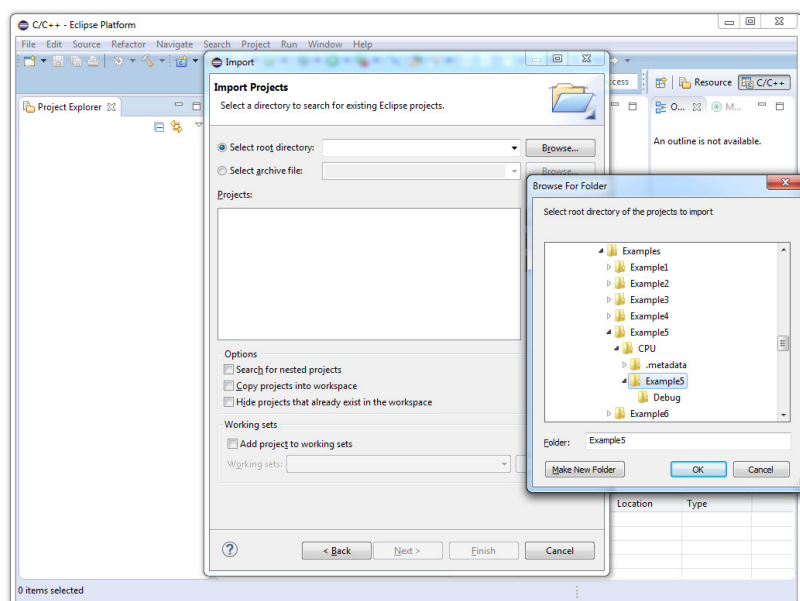 C/C++ - Eclipse Platform
File Edit Source Refactor Navigate Search Project Run Window Help
Import
Resource C/C++
Project Explorer
O... M...
An outline is not available.
Import Projects
Select a directory to search for existing Eclipse projects.
Select root directory:
Browse...
Select archive file:
Browse...
Projects:
Options
Search for nested projects
Copy projects into workspace
Hide projects that already exist in the workspace
Working sets
Add project to working sets
Working sets:
< Back Next > Finish Cancel
Browse For Folder
Select root directory of the projects to import
Examples
Example1
Example2
Example3
Example4
Example5
CPU
.metadata
Example5
Debug
Example6
Folder: Example5
Make New Folder OK Cancel
Location Type
0 items selected